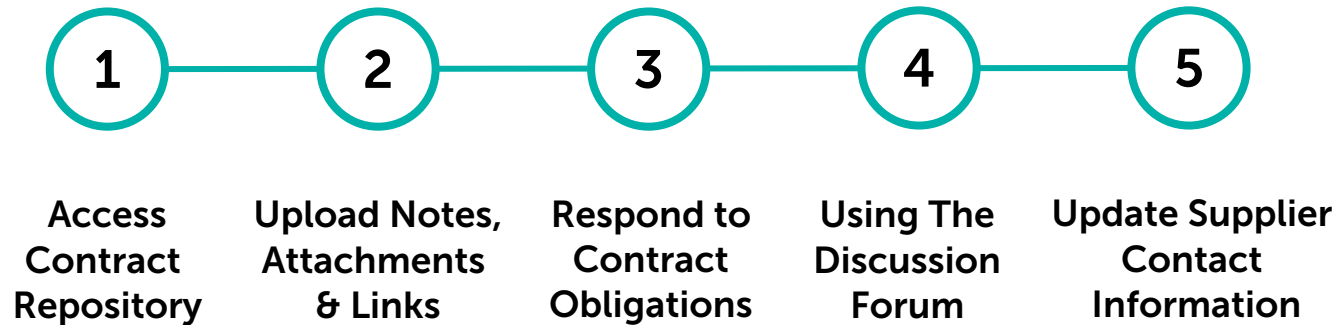 1
2
3
4
5
Access
Contract
Repository
Upload Notes,
Attachments
& Links
Respond to
Contract
Obligations
Using The
Discussion
Forum
Update Supplier
Contact
Information